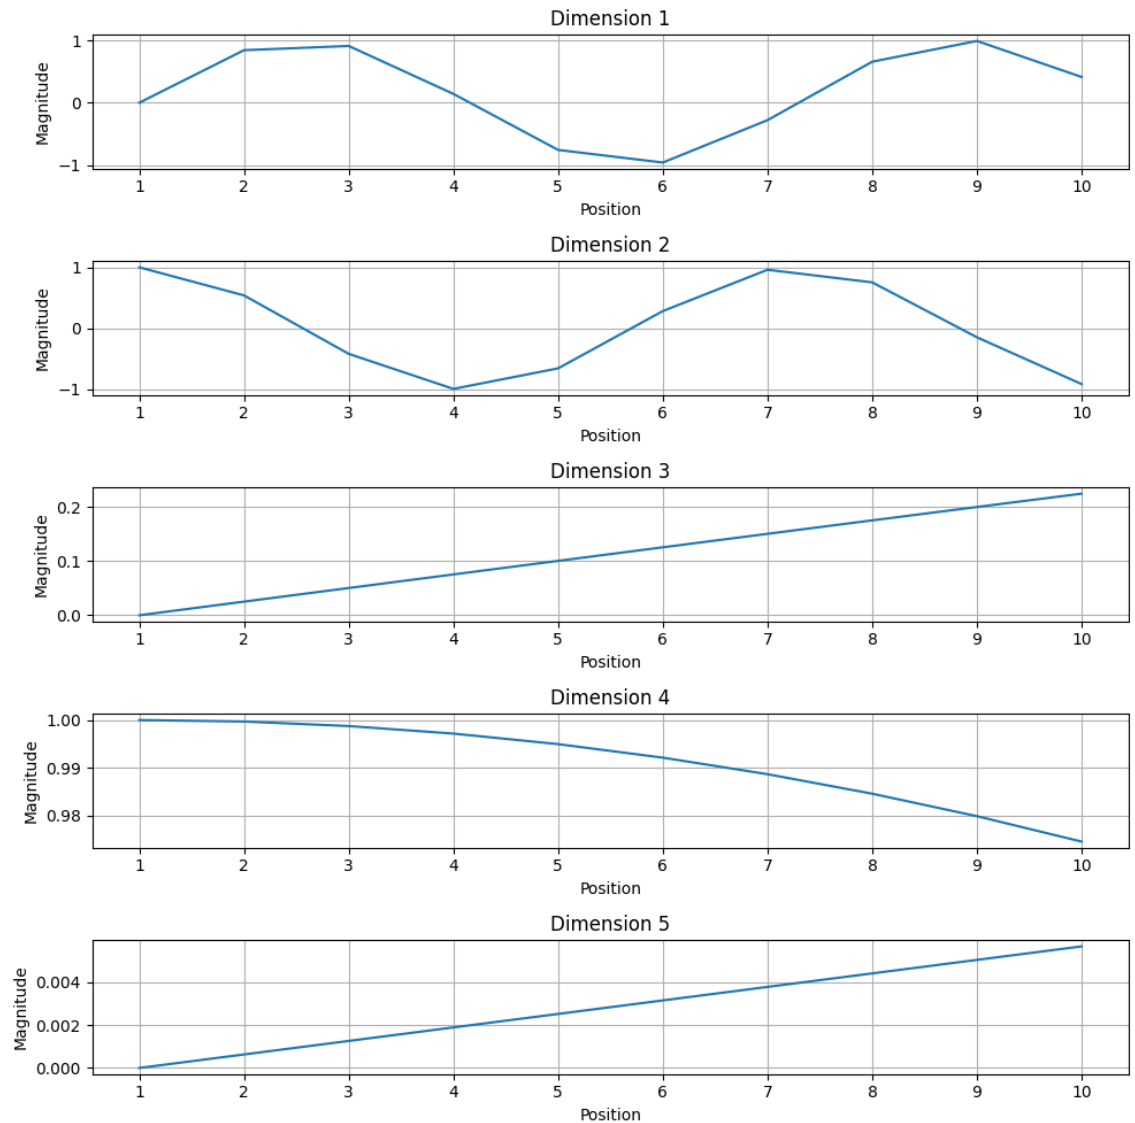 Dimension 1
Magnitude
1
0
−1
1 2 3 4 5 6 7 8 9 10
Position
Dimension 2
Magnitude
1
0
−1
1 2 3 4 5 6 7 8 9 10
Position
Dimension 3
Magnitude
0.2
0.1
0.0
1 2 3 4 5 6 7 8 9 10
Position
Dimension 4
Magnitude
1.00
0.99
0.98
1 2 3 4 5 6 7 8 9 10
Position
Dimension 5
Magnitude
0.004
0.002
0.000
1 2 3 4 5 6 7 8 9 10
Position